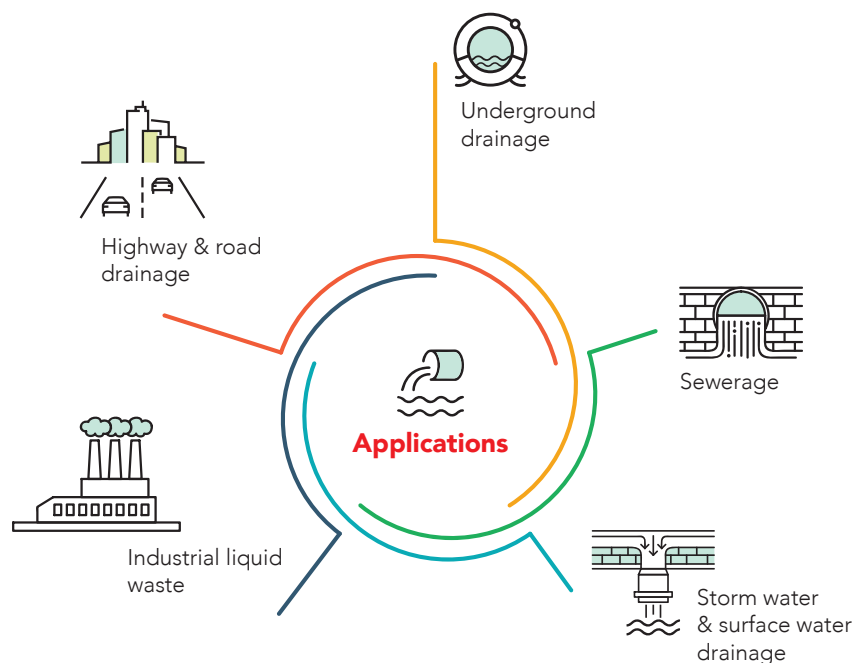 Underground
drainage
Highway & road
drainage
Sewerage
Applications
Industrial liquid
waste
Storm water
& surface water
drainage